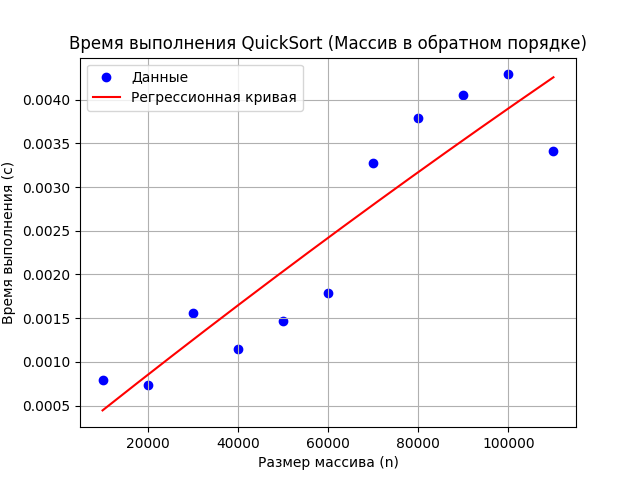 Время выполнения QuickSort (Массив в обратном порядке)
Данные
Регрессионная кривая
0.0040
0.0035
0.0030
0.0025
0.0020
0.0015
0.0010
0.0005
Время выполнения (с)
20000
40000
60000
80000
100000
Размер массива (n)